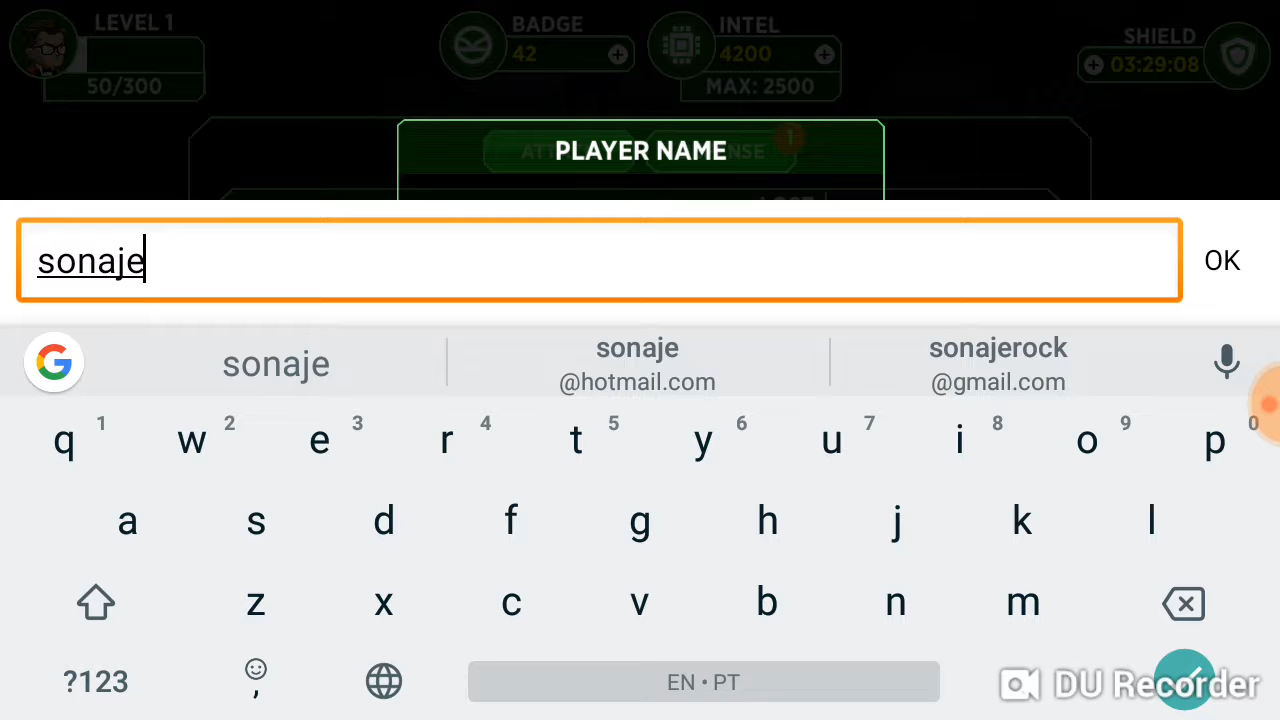 LEVEL 1
50/300
BADGE
42
INTEL
4200
MAX: 2500
SHIELD
03:29:08
1
PLAYER NAME
sonaje
OK
sonaje
sonaje
@hotmail.com
sonajerock
@gmail.com
q 1 w 2 e 3 r 4 t 5 y 6 u 7 i 8 o 9 p 0
a s d f g h j k l
z x c v b n m
?123 , EN • PT
DU Recorder